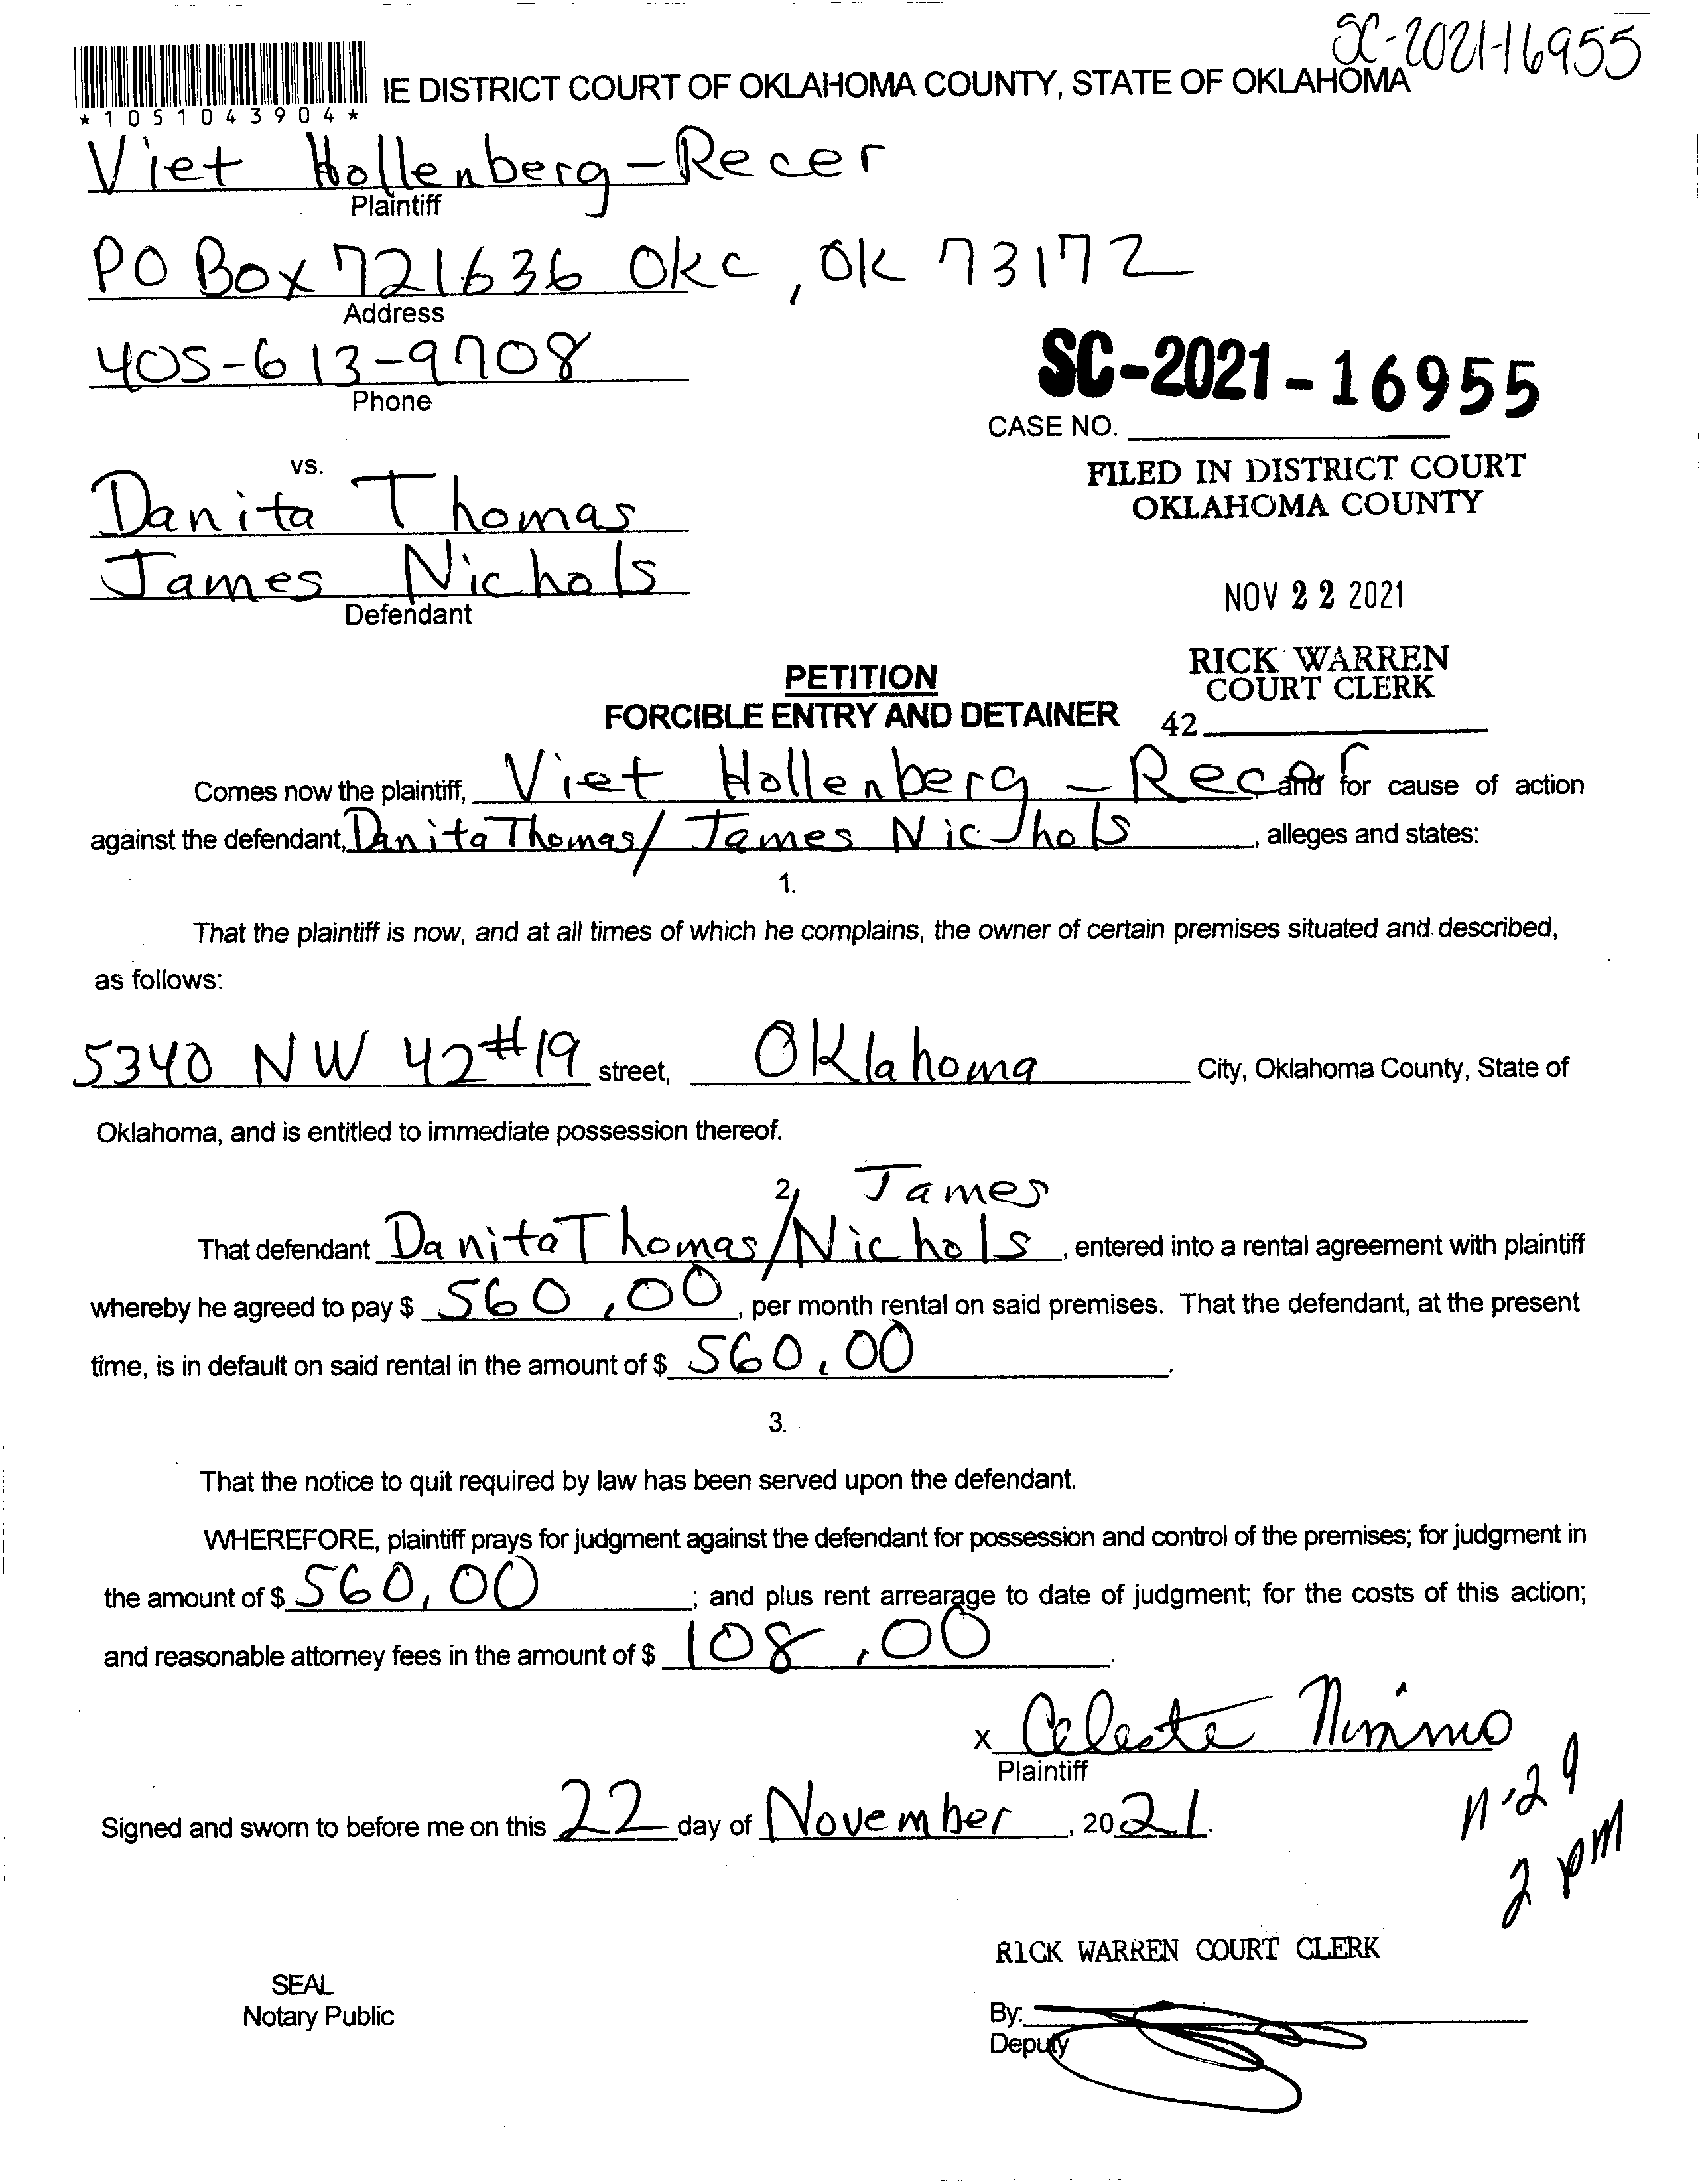 SC-2021-16955
IE DISTRICT COURT OF OKLAHOMA COUNTY, STATE OF OKLAHOMA
*1051043904*
Viet Hollenberg-Recer
Plaintiff
PO Box 721636 OKC, OK 73172
Address
405-613-9708
Phone
SC-2021-16955
CASE NO.
FILED IN DISTRICT COURT
OKLAHOMA COUNTY
vs.
Danita Thomas
James Nichols
Defendant
NOV 22 2021
RICK WARREN
COURT CLERK
42
PETITION
FORCIBLE ENTRY AND DETAINER
Comes now the plaintiff, Viet Hollenberg-Recer and for cause of action
against the defendant, Danita Thomas/ James Nichols, alleges and states:
1.
That the plaintiff is now, and at all times of which he complains, the owner of certain premises situated and described,
as follows:
5340 NW 42#19 street, Oklahoma City, Oklahoma County, State of
Oklahoma, and is entitled to immediate possession thereof.
2.
James
That defendant Danita Thomas/Nichols, entered into a rental agreement with plaintiff
whereby he agreed to pay $ 560.00, per month rental on said premises. That the defendant, at the present
time, is in default on said rental in the amount of $ 560.00.
3.
That the notice to quit required by law has been served upon the defendant.
WHEREFORE, plaintiff prays for judgment against the defendant for possession and control of the premises; for judgment in
the amount of $ 560.00; and plus rent arrearage to date of judgment; for the costs of this action;
and reasonable attorney fees in the amount of $ 108.00.
x Celeste Nimmo
Plaintiff
Signed and sworn to before me on this 22 day of November, 2021.
11-29
2 pm
RICK WARREN COURT CLERK
SEAL
Notary Public
By:
Deputy